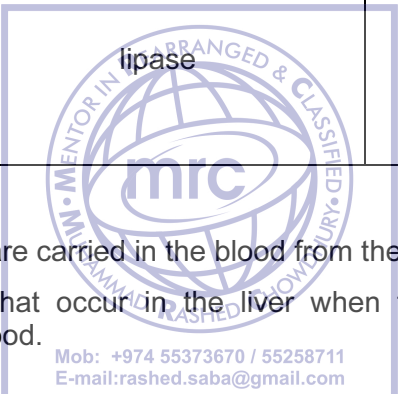 lipase
MENTOR IN REARRANGED & CLASSIFIED
mrc
MUHAMMAD RASHED CHOWDHURY
are carried in the blood from the
hat occur in the liver when
od.
Mob: +974 55373670 / 55258711
E-mail:rashed.saba@gmail.com